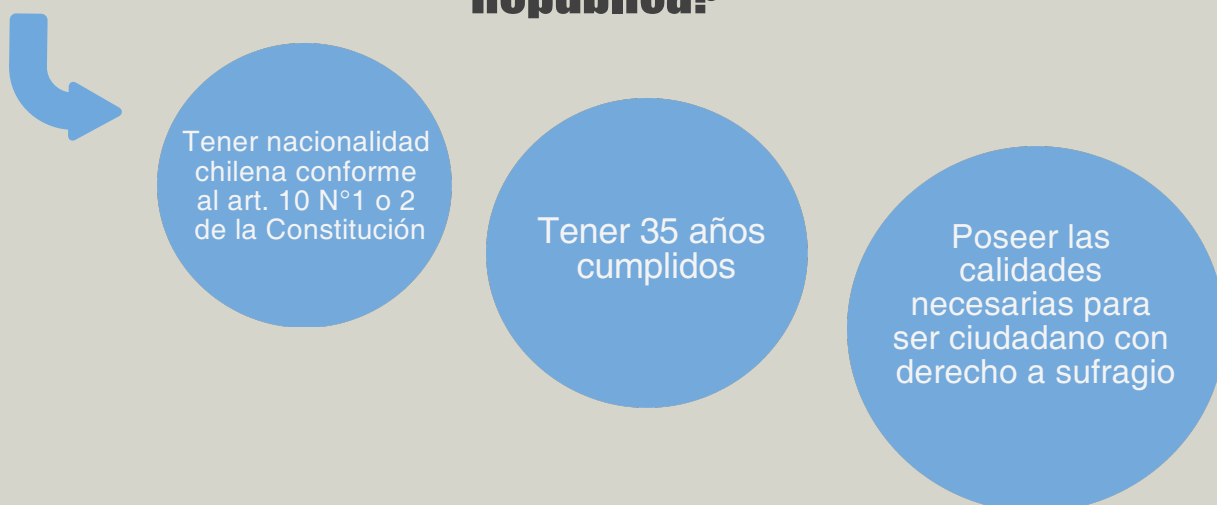 República?
Tener nacionalidad
chilena conforme
al art. 10 N°1 o 2
de la Constitución
Tener 35 años
cumplidos
Poseer las
calidades
necesarias para
ser ciudadano con
derecho a sufragio